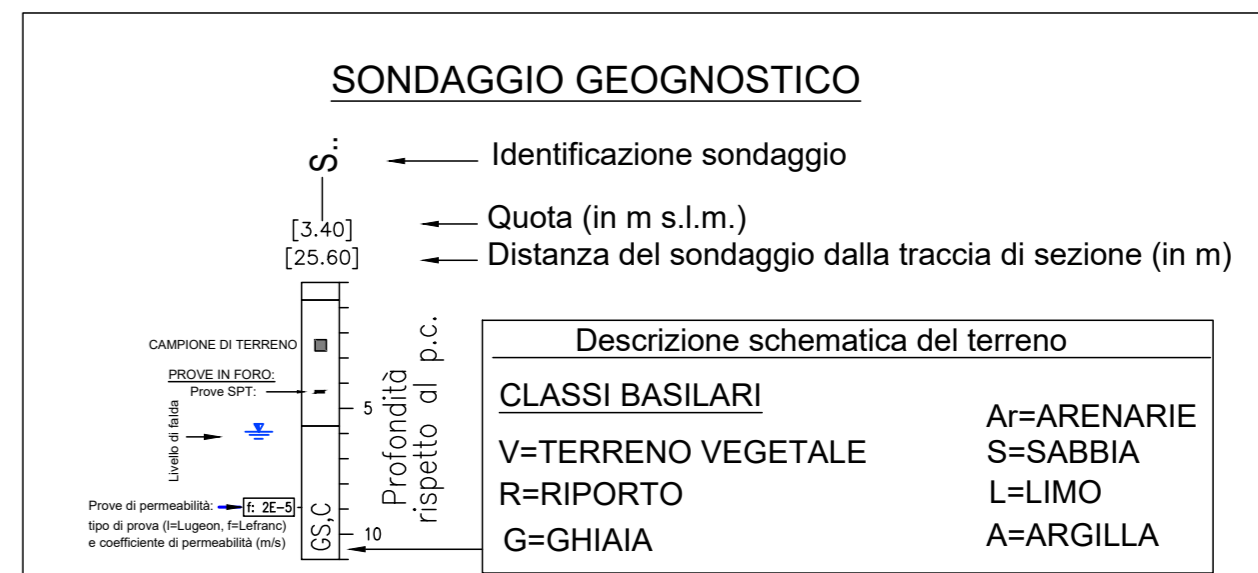 SONDAGGIO GEOGNOSTICO
S..
Identificazione sondaggio
[3.40]
Quota (in m s.l.m.)
[25.60]
Distanza del sondaggio dalla traccia di sezione (in m)
CAMPIONE DI TERRENO
PROVE IN FORO:
Prove SPT:
5
Livello di falda
Profondità
rispetto al p.c.
Prove di permeabilità:
f: 2E-5
tipo di prova (l=Lugeon, f=Lefranc)
e coefficiente di permeabilità (m/s)
GS,C
10
Descrizione schematica del terreno
CLASSI BASILARI
V=TERRENO VEGETALE
R=RIPORTO
G=GHIAIA
Ar=ARENARIE
S=SABBIA
L=LIMO
A=ARGILLA